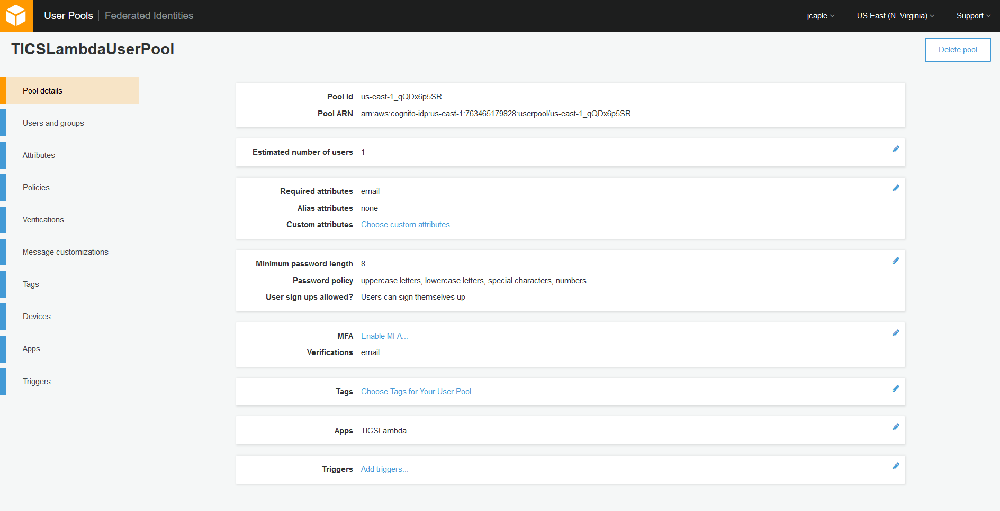 User Pools Federated Identities jcaple US East (N. Virginia) Support
TICSLambdaUserPool Delete pool
Pool details
Users and groups
Attributes
Policies
Verifications
Message customizations
Tags
Devices
Apps
Triggers
Pool Id us-east-1_qQDx6p5SR
Pool ARN arn:aws:cognito-idp:us-east-1:763465179828:userpool/us-east-1_qQDx6p5SR
Estimated number of users 1
Required attributes email
Alias attributes none
Custom attributes Choose custom attributes...
Minimum password length 8
Password policy uppercase letters, lowercase letters, special characters, numbers
User sign ups allowed? Users can sign themselves up
MFA Enable MFA...
Verifications email
Tags Choose Tags for Your User Pool...
Apps TICSLambda
Triggers Add triggers...